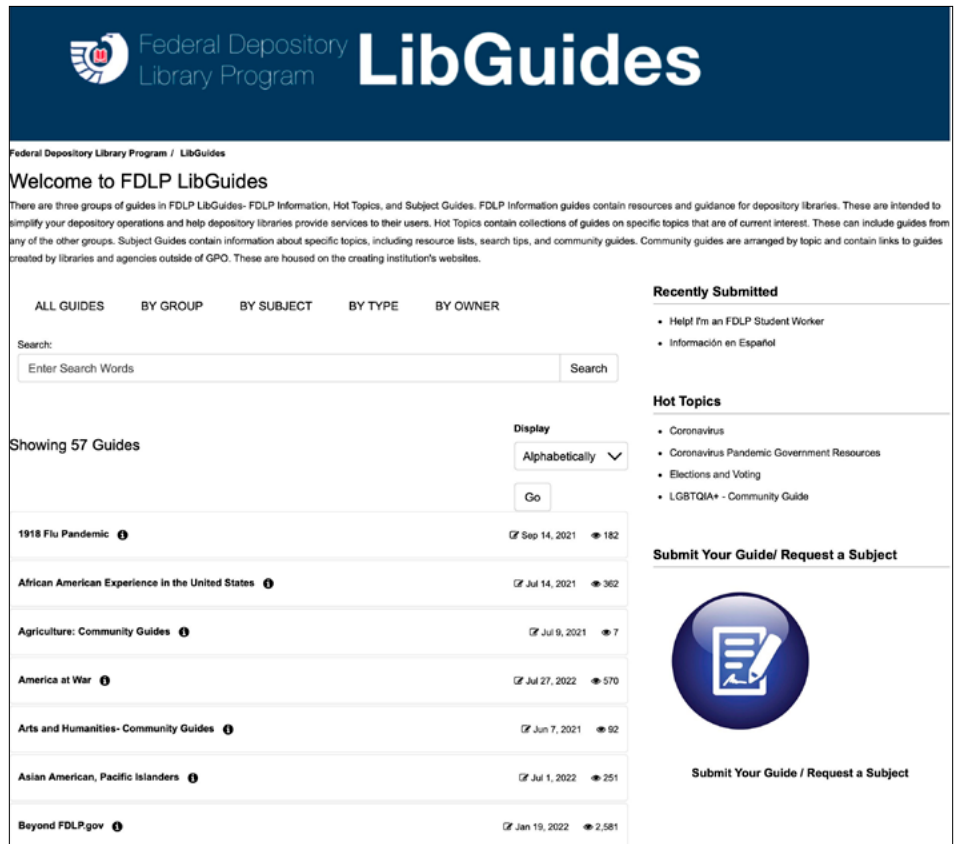 Federal Depository
Library Program
LibGuides
Federal Depository Library Program / LibGuides
Welcome to FDLP LibGuides
There are three groups of guides in FDLP LibGuides- FDLP Information, Hot Topics, and Subject Guides. FDLP Information guides contain resources and guidance for depository libraries. These are intended to
simplify your depository operations and help depository libraries provide services to their users. Hot Topics contain collections of guides on specific topics that are of current interest. These can include guides from
any of the other groups. Subject Guides contain information about specific topics, including resource lists, search tips, and community guides. Community guides are arranged by topic and contain links to guides
created by libraries and agencies outside of GPO. These are housed on the creating institution's websites.
ALL GUIDES BY GROUP BY SUBJECT BY TYPE BY OWNER
Search:
Enter Search Words Search
Showing 57 Guides
Display
Alphabetically
Go
1918 Flu Pandemic Sep 14, 2021 182
African American Experience in the United States Jul 14, 2021 362
Agriculture: Community Guides Jul 9, 2021 7
America at War Jul 27, 2022 570
Arts and Humanities- Community Guides Jun 7, 2021 92
Asian American, Pacific Islanders Jul 1, 2022 251
Beyond FDLP.gov Jan 19, 2022 2,581
Recently Submitted
• Help! I'm an FDLP Student Worker
• Información en Español
Hot Topics
• Coronavirus
• Coronavirus Pandemic Government Resources
• Elections and Voting
• LGBTQIA+ - Community Guide
Submit Your Guide/ Request a Subject
Submit Your Guide / Request a Subject